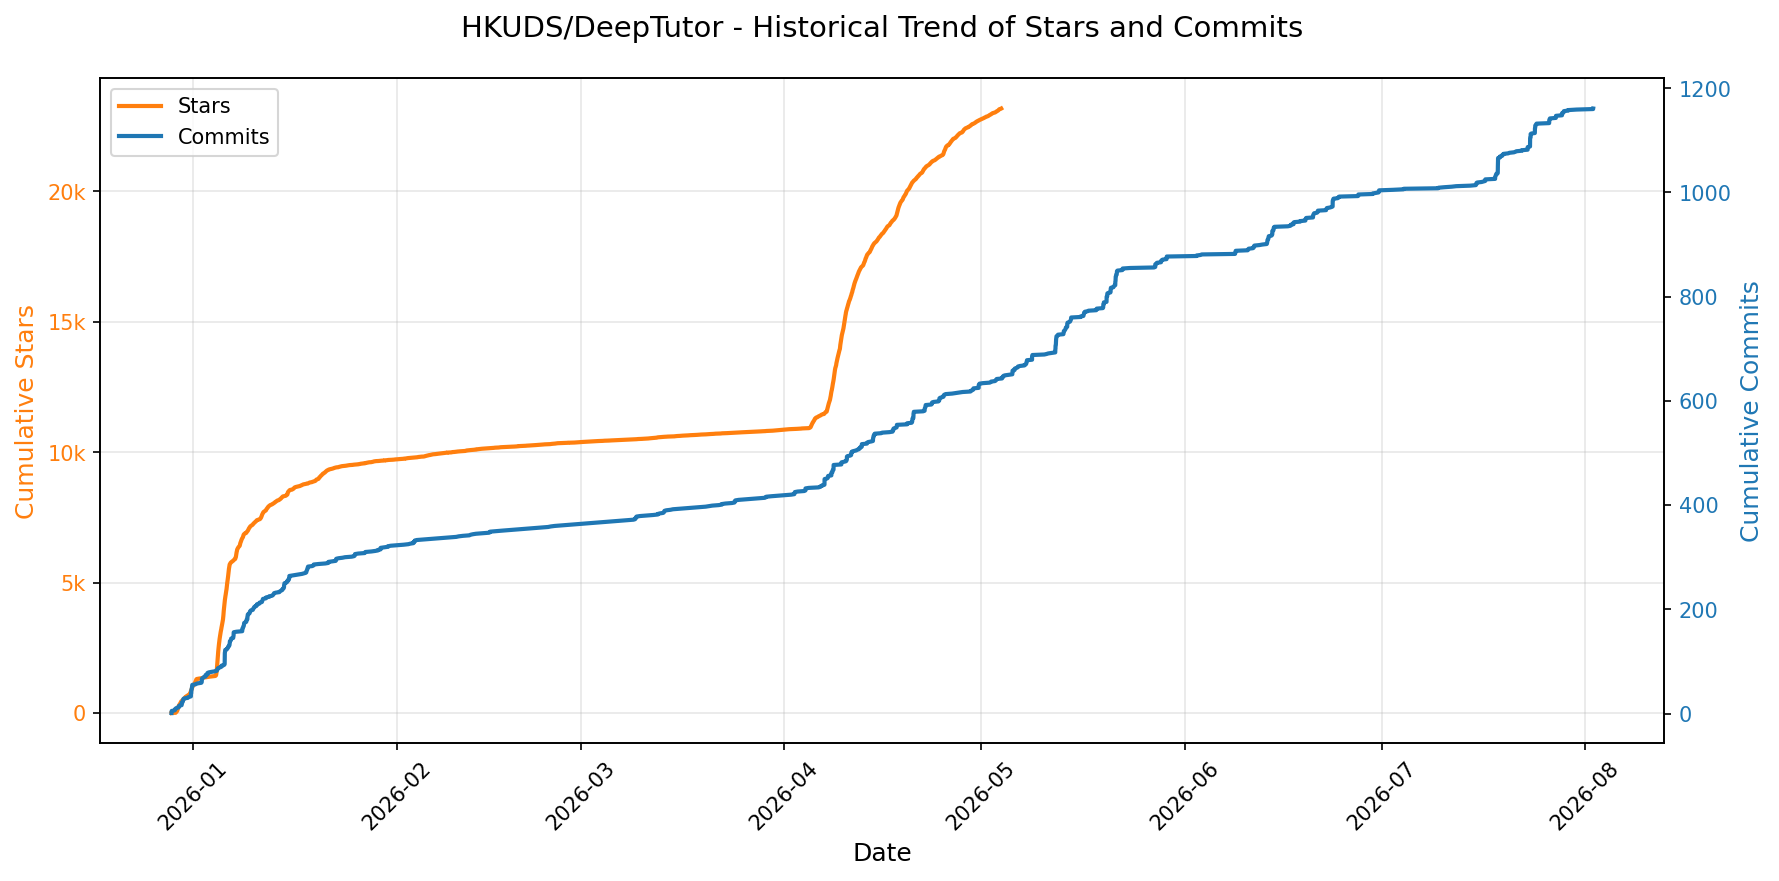 HKUDS/DeepTutor - Historical Trend of Stars and Commits
Stars
Commits
Cumulative Stars
20k
15k
10k
5k
0
1200
1000
800
600
400
200
0
Cumulative Commits
2026-01
2026-02
2026-03
2026-04
2026-05
2026-06
2026-07
2026-08
Date